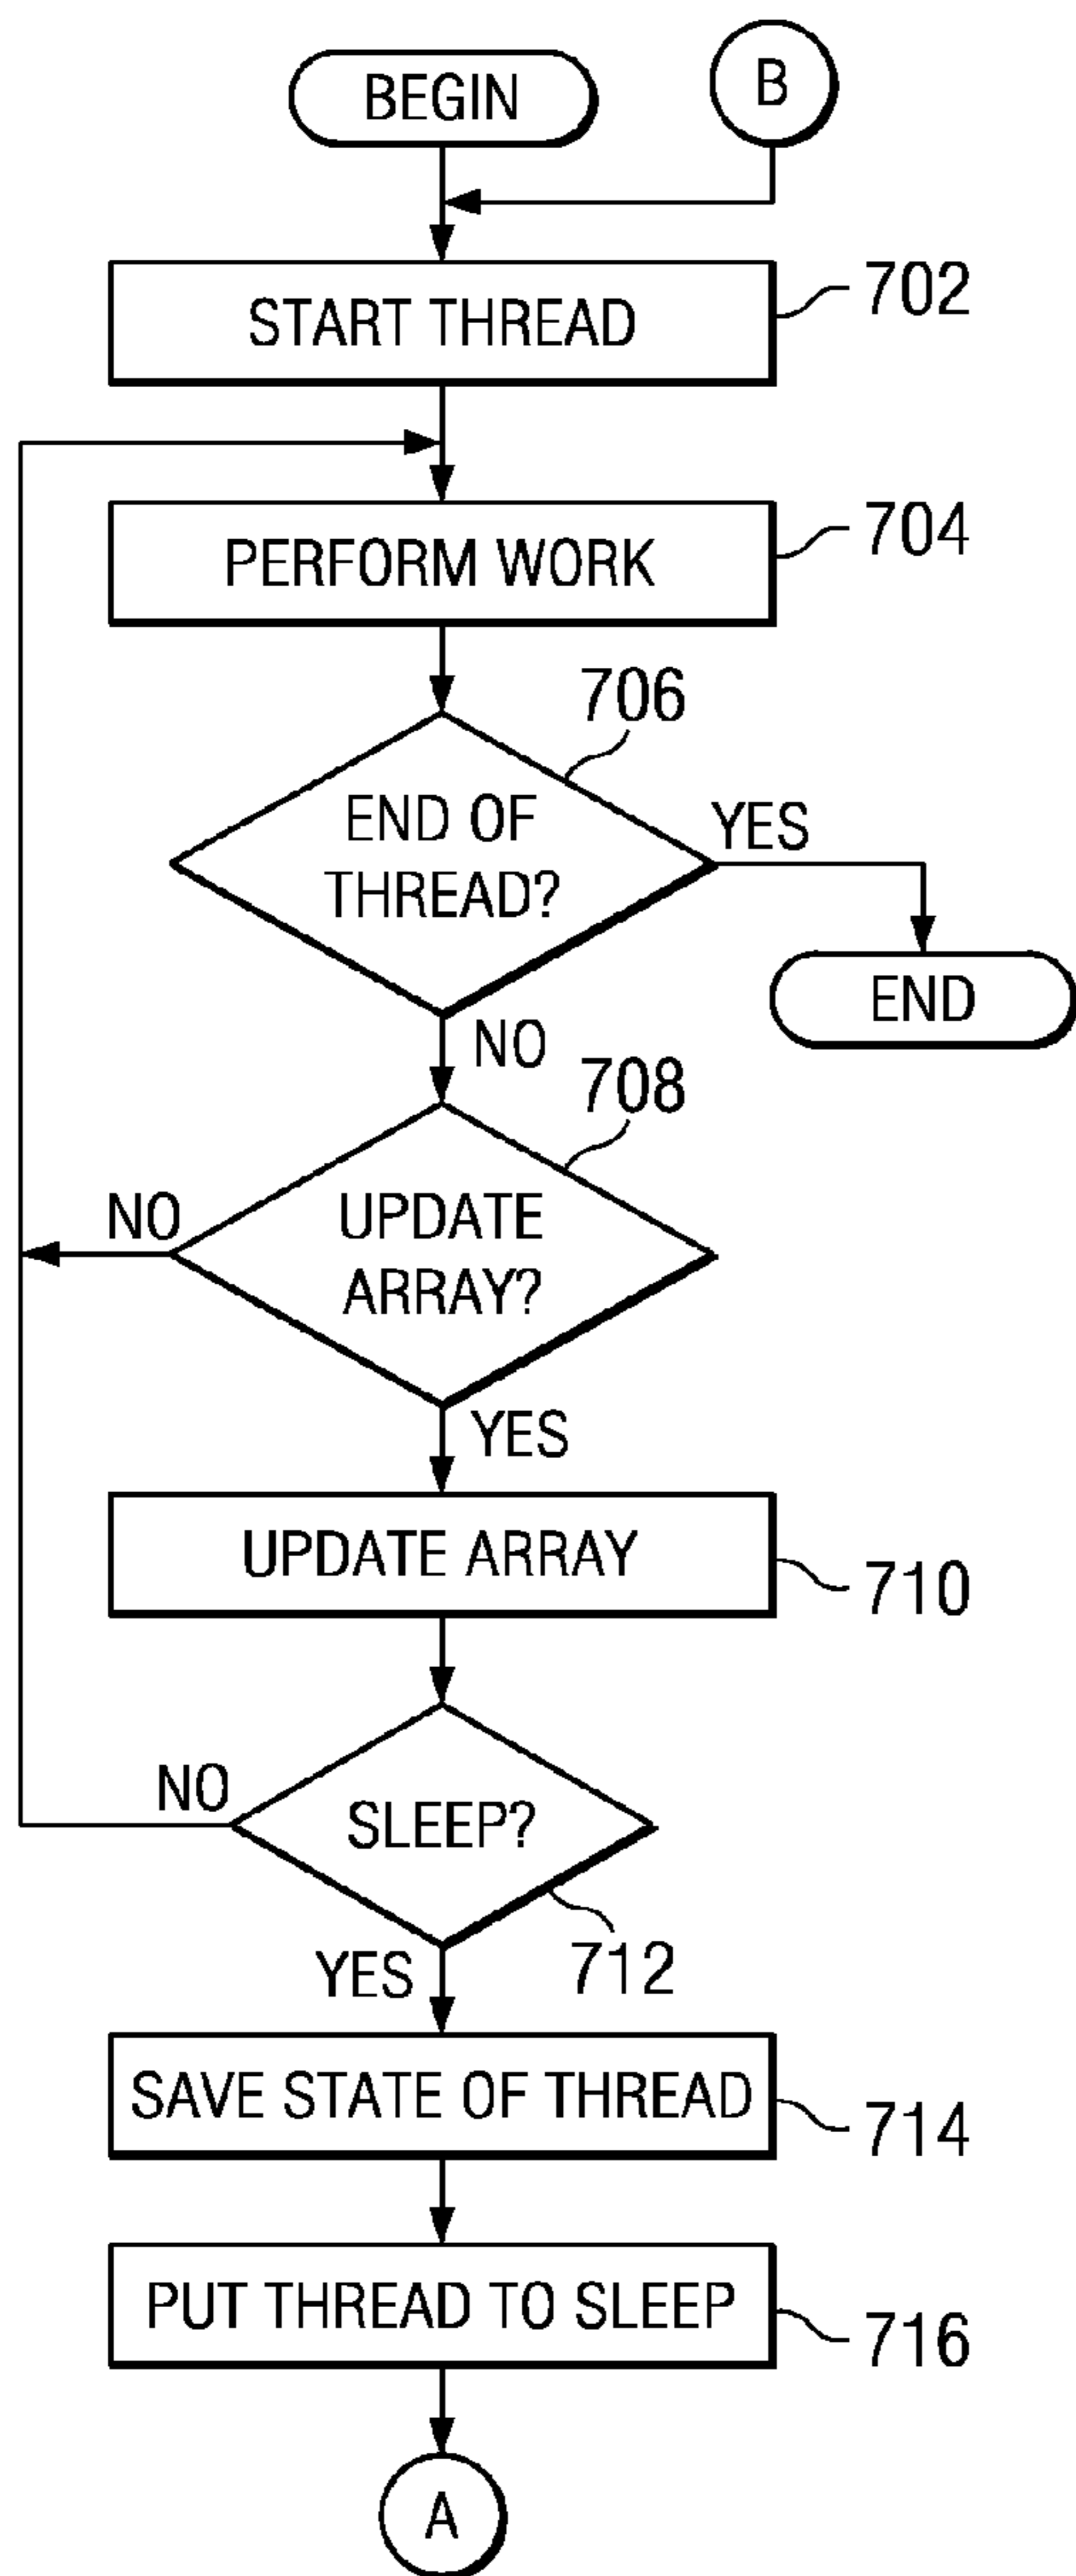 BEGIN
B
START THREAD
702
PERFORM WORK
704
706
END OF
THREAD?
YES
END
NO
708
UPDATE
ARRAY?
NO
YES
UPDATE ARRAY
710
SLEEP?
NO
712
YES
SAVE STATE OF THREAD
714
PUT THREAD TO SLEEP
716
A